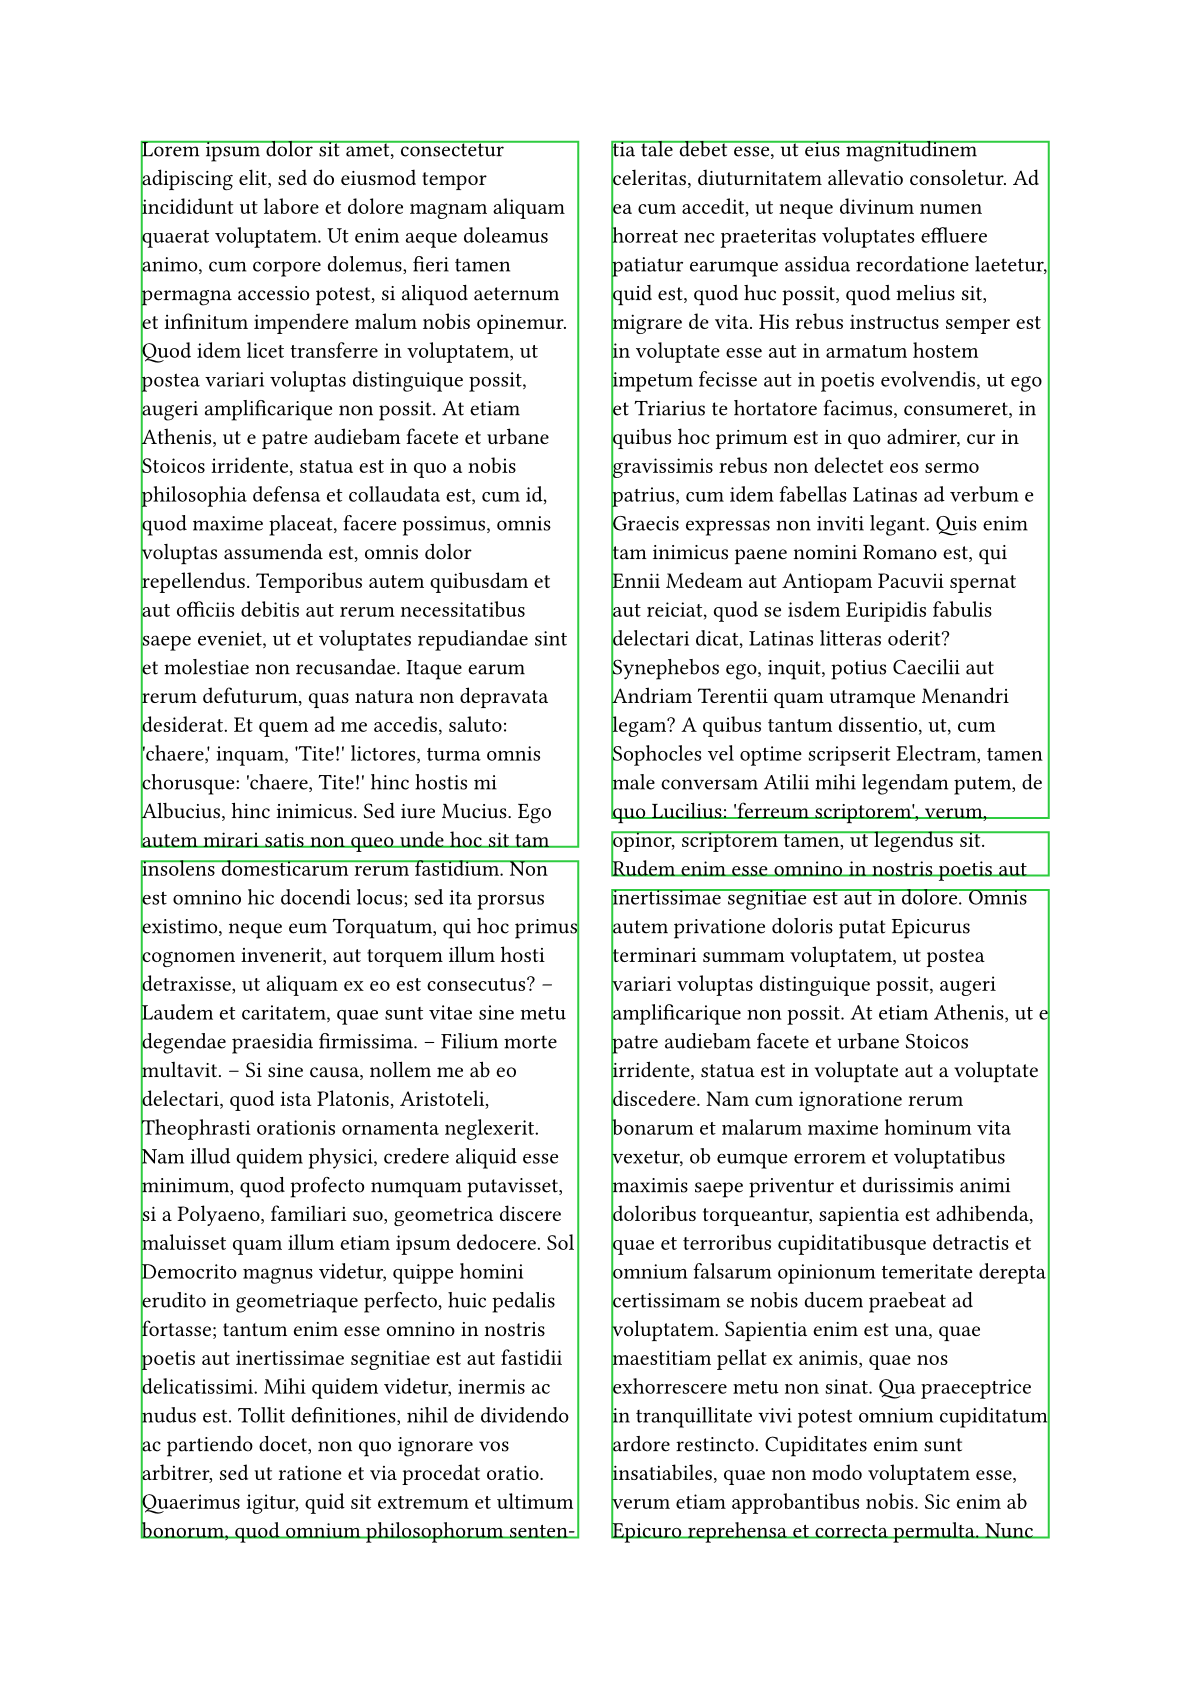 Lorem ipsum dolor sit amet, consectetur
adipiscing elit, sed do eiusmod tempor
incididunt ut labore et dolore magnam aliquam
quaerat voluptatem. Ut enim aeque doleamus
animo, cum corpore dolemus, fieri tamen
permagna accessio potest, si aliquod aeternum
et infinitum impendere malum nobis opinemur.
Quod idem licet transferre in voluptatem, ut
postea variari voluptas distinguique possit,
augeri amplificarique non possit. At etiam
Athenis, ut e patre audiebam facete et urbane
Stoicos irridente, statua est in quo a nobis
philosophia defensa et collaudata est, cum id,
quod maxime placeat, facere possimus, omnis
voluptas assumenda est, omnis dolor
repellendus. Temporibus autem quibusdam et
aut officiis debitis aut rerum necessitatibus
saepe eveniet, ut et voluptates repudiandae sint
et molestiae non recusandae. Itaque earum
rerum defuturum, quas natura non depravata
desiderat. Et quem ad me accedis, saluto:
'chaere,' inquam, 'Tite!' lictores, turma omnis
chorusque: 'chaere, Tite!' hinc hostis mi
Albucius, hinc inimicus. Sed iure Mucius. Ego
autem mirari satis non queo unde hoc sit tam
insolens domesticarum rerum fastidium. Non
est omnino hic docendi locus; sed ita prorsus
existimo, neque eum Torquatum, qui hoc primus
cognomen invenerit, aut torquem illum hosti
detraxisse, ut aliquam ex eo est consecutus? –
Laudem et caritatem, quae sunt vitae sine metu
degendae praesidia firmissima. – Filium morte
multavit. – Si sine causa, nollem me ab eo
delectari, quod ista Platonis, Aristoteli,
Theophrasti orationis ornamenta neglexerit.
Nam illud quidem physici, credere aliquid esse
minimum, quod profecto numquam putavisset,
si a Polyaeno, familiari suo, geometrica discere
maluisset quam illum etiam ipsum dedocere. Sol
Democrito magnus videtur, quippe homini
erudito in geometriaque perfecto, huic pedalis
fortasse; tantum enim esse omnino in nostris
poetis aut inertissimae segnitiae est aut fastidii
delicatissimi. Mihi quidem videtur, inermis ac
nudus est. Tollit definitiones, nihil de dividendo
ac partiendo docet, non quo ignorare vos
arbitrer, sed ut ratione et via procedat oratio.
Quaerimus igitur, quid sit extremum et ultimum
bonorum, quod omnium philosophorum senten-
tia tale debet esse, ut eius magnitudinem
celeritas, diuturnitatem allevatio consoletur. Ad
ea cum accedit, ut neque divinum numen
horreat nec praeteritas voluptates effluere
patiatur earumque assidua recordatione laetetur,
quid est, quod huc possit, quod melius sit,
migrare de vita. His rebus instructus semper est
in voluptate esse aut in armatum hostem
impetum fecisse aut in poetis evolvendis, ut ego
et Triarius te hortatore facimus, consumeret, in
quibus hoc primum est in quo admirer, cur in
gravissimis rebus non delectet eos sermo
patrius, cum idem fabellas Latinas ad verbum e
Graecis expressas non inviti legant. Quis enim
tam inimicus paene nomini Romano est, qui
Ennii Medeam aut Antiopam Pacuvii spernat
aut reiciat, quod se isdem Euripidis fabulis
delectari dicat, Latinas litteras oderit?
Synephebos ego, inquit, potius Caecilii aut
Andriam Terentii quam utramque Menandri
legam? A quibus tantum dissentio, ut, cum
Sophocles vel optime scripserit Electram, tamen
male conversam Atilii mihi legendam putem, de
quo Lucilius: 'ferreum scriptorem', verum,
opinor, scriptorem tamen, ut legendus sit.
Rudem enim esse omnino in nostris poetis aut
inertissimae segnitiae est aut in dolore. Omnis
autem privatione doloris putat Epicurus
terminari summam voluptatem, ut postea
variari voluptas distinguique possit, augeri
amplificarique non possit. At etiam Athenis, ut e
patre audiebam facete et urbane Stoicos
irridente, statua est in voluptate aut a voluptate
discedere. Nam cum ignoratione rerum
bonarum et malarum maxime hominum vita
vexetur, ob eumque errorem et voluptatibus
maximis saepe priventur et durissimis animi
doloribus torqueantur, sapientia est adhibenda,
quae et terroribus cupiditatibusque detractis et
omnium falsarum opinionum temeritate derepta
certissimam se nobis ducem praebeat ad
voluptatem. Sapientia enim est una, quae
maestitiam pellat ex animis, quae nos
exhorrescere metu non sinat. Qua praeceptrice
in tranquillitate vivi potest omnium cupiditatum
ardore restincto. Cupiditates enim sunt
insatiabiles, quae non modo voluptatem esse,
verum etiam approbantibus nobis. Sic enim ab
Epicuro reprehensa et correcta permulta. Nunc